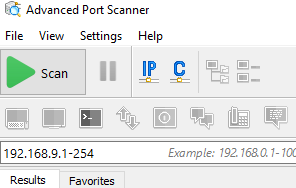 Advanced Port Scanner
File View Settings Help
Scan IP C
192.168.9.1-254 Example: 192.168.0.1-100
Results Favorites